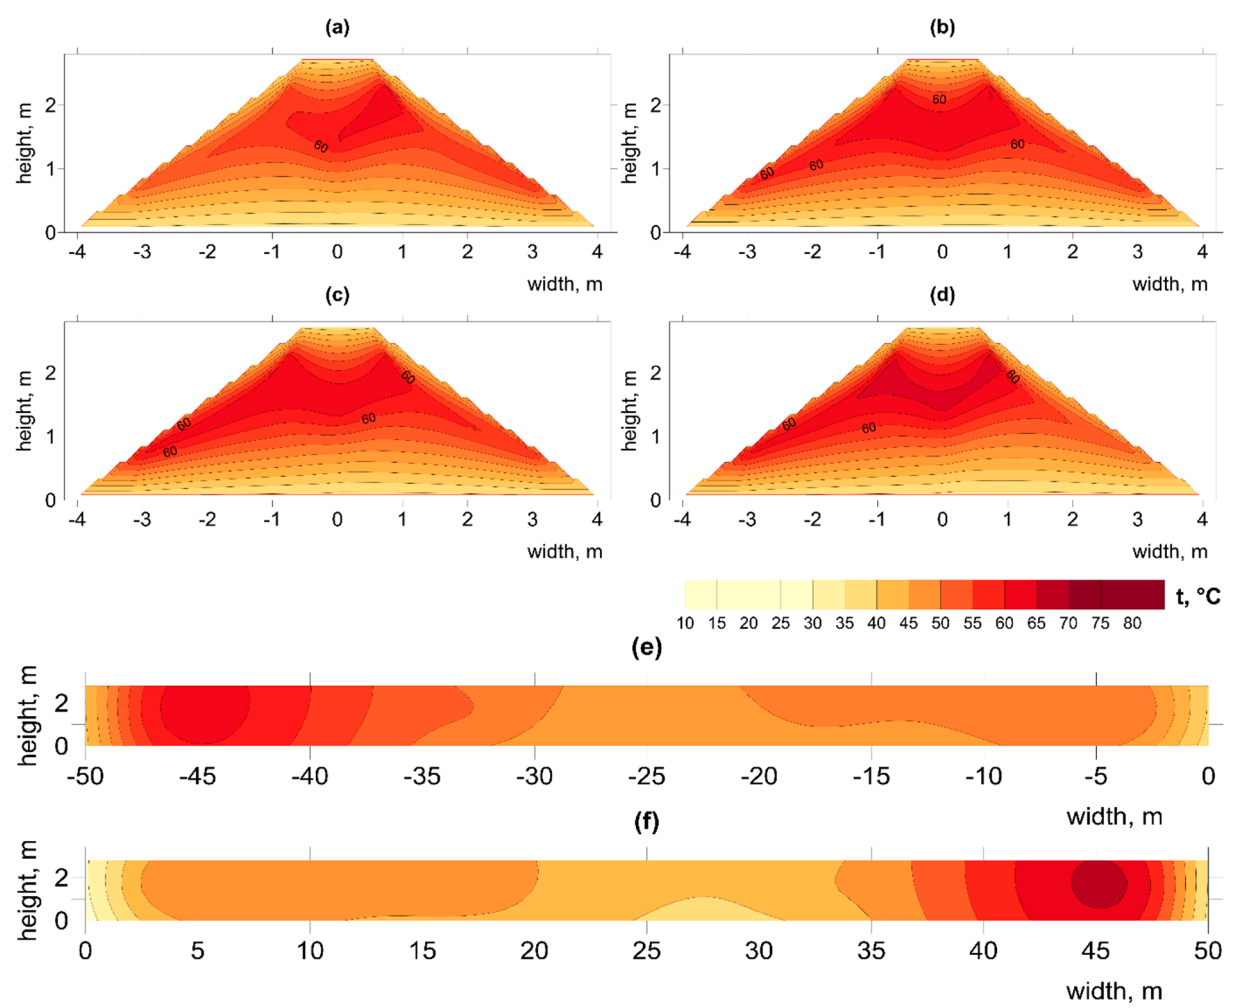 (a) (b)
height, m 2 1 0 60 height, m 2 1 0 60 60 60 60
-4 -3 -2 -1 0 1 2 3 4 -4 -3 -2 -1 0 1 2 3 4
width, m width, m
(c) (d)
height, m 2 1 0 60 60 60 60 height, m 2 1 0 60 60 60
-4 -3 -2 -1 0 1 2 3 4 -4 -3 -2 -1 0 1 2 3 4
width, m width, m
t, °C
10 15 20 25 30 35 40 45 50 55 60 65 70 75 80
(e)
height, m 2 0
-50 -45 -40 -35 -30 -25 -20 -15 -10 -5 0
width, m
(f)
height, m 2 0
0 5 10 15 20 25 30 35 40 45 50
width, m